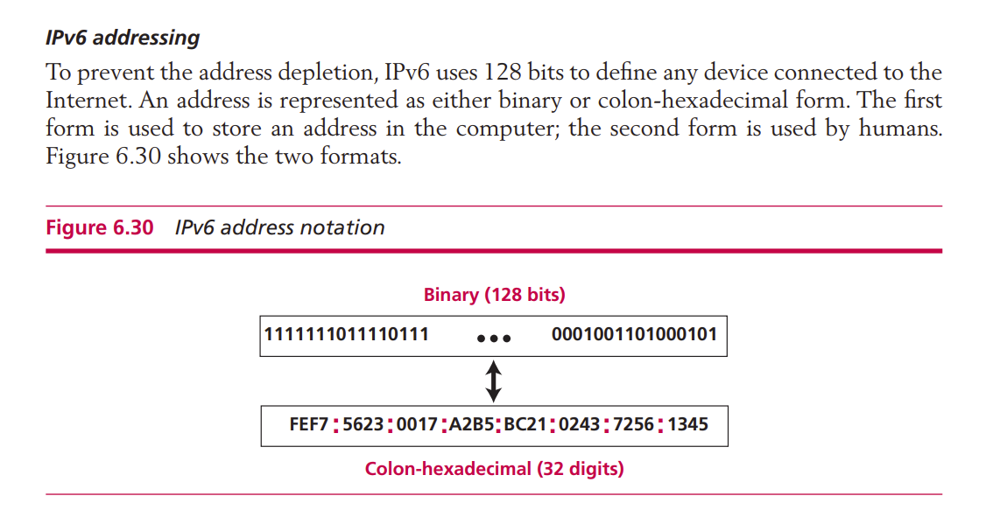 IPv6 addressing
To prevent the address depletion, IPv6 uses 128 bits to define any device connected to the
Internet. An address is represented as either binary or colon-hexadecimal form. The first
form is used to store an address in the computer; the second form is used by humans.
Figure 6.30 shows the two formats.
Figure 6.30 IPv6 address notation
Binary (128 bits)
1111111011110111 ••• 0001001101000101
FEF7:5623:0017:A2B5:BC21:0243:7256:1345
Colon-hexadecimal (32 digits)